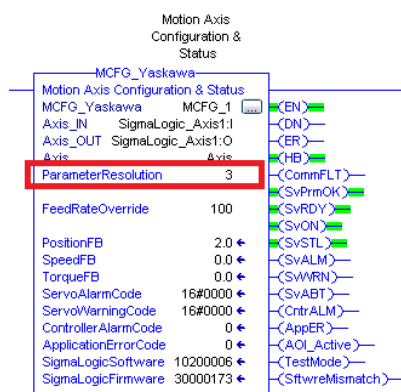 Motion Axis
Configuration &
Status
MCFG_Yaskawa
Motion Axis Configuration & Status
MCFG_Yaskawa MCFG_1 ... (EN)
Axis_IN SigmaLogic_Axis1:I (DN)
Axis_OUT SigmaLogic_Axis1:O (ER)
Axis Axis (HB)
ParameterResolution 3 (CommFLT)
(SvPrmOK)
FeedRateOverride 100 (SvRDY)
(SvON)
PositionFB 2.0 (SvSTL)
SpeedFB 0.0 (SvALM)
TorqueFB 0.0 (SvWRN)
ServoAlarmCode 16#0000 (SvABT)
ServoWarningCode 16#0000 (CntrALM)
ControllerAlarmCode 0 (AppER)
ApplicationErrorCode 0 (AOI_Active)
SigmaLogicSoftware 10200006 (TestMode)
SigmaLogicFirmware 30000173 (SftwreMismatch)